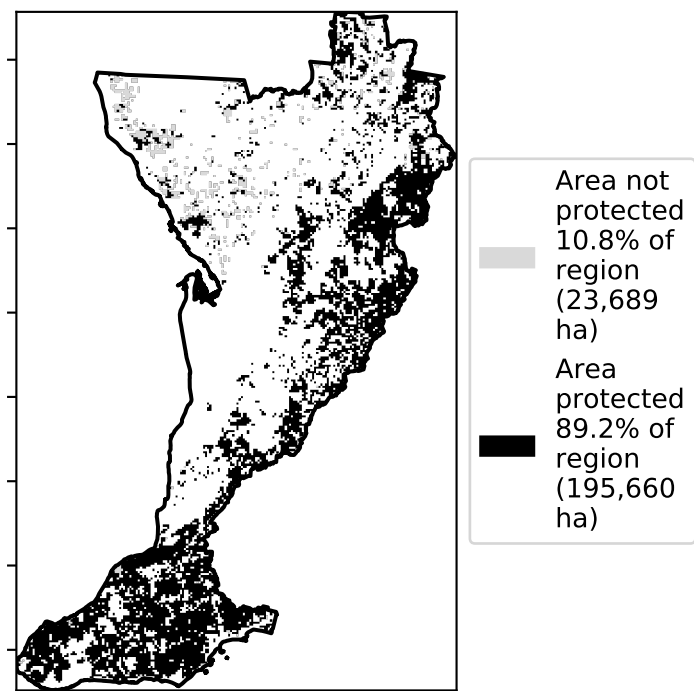 Area not
protected
10.8% of
region
(23,689
ha)
Area
protected
89.2% of
region
(195,660
ha)